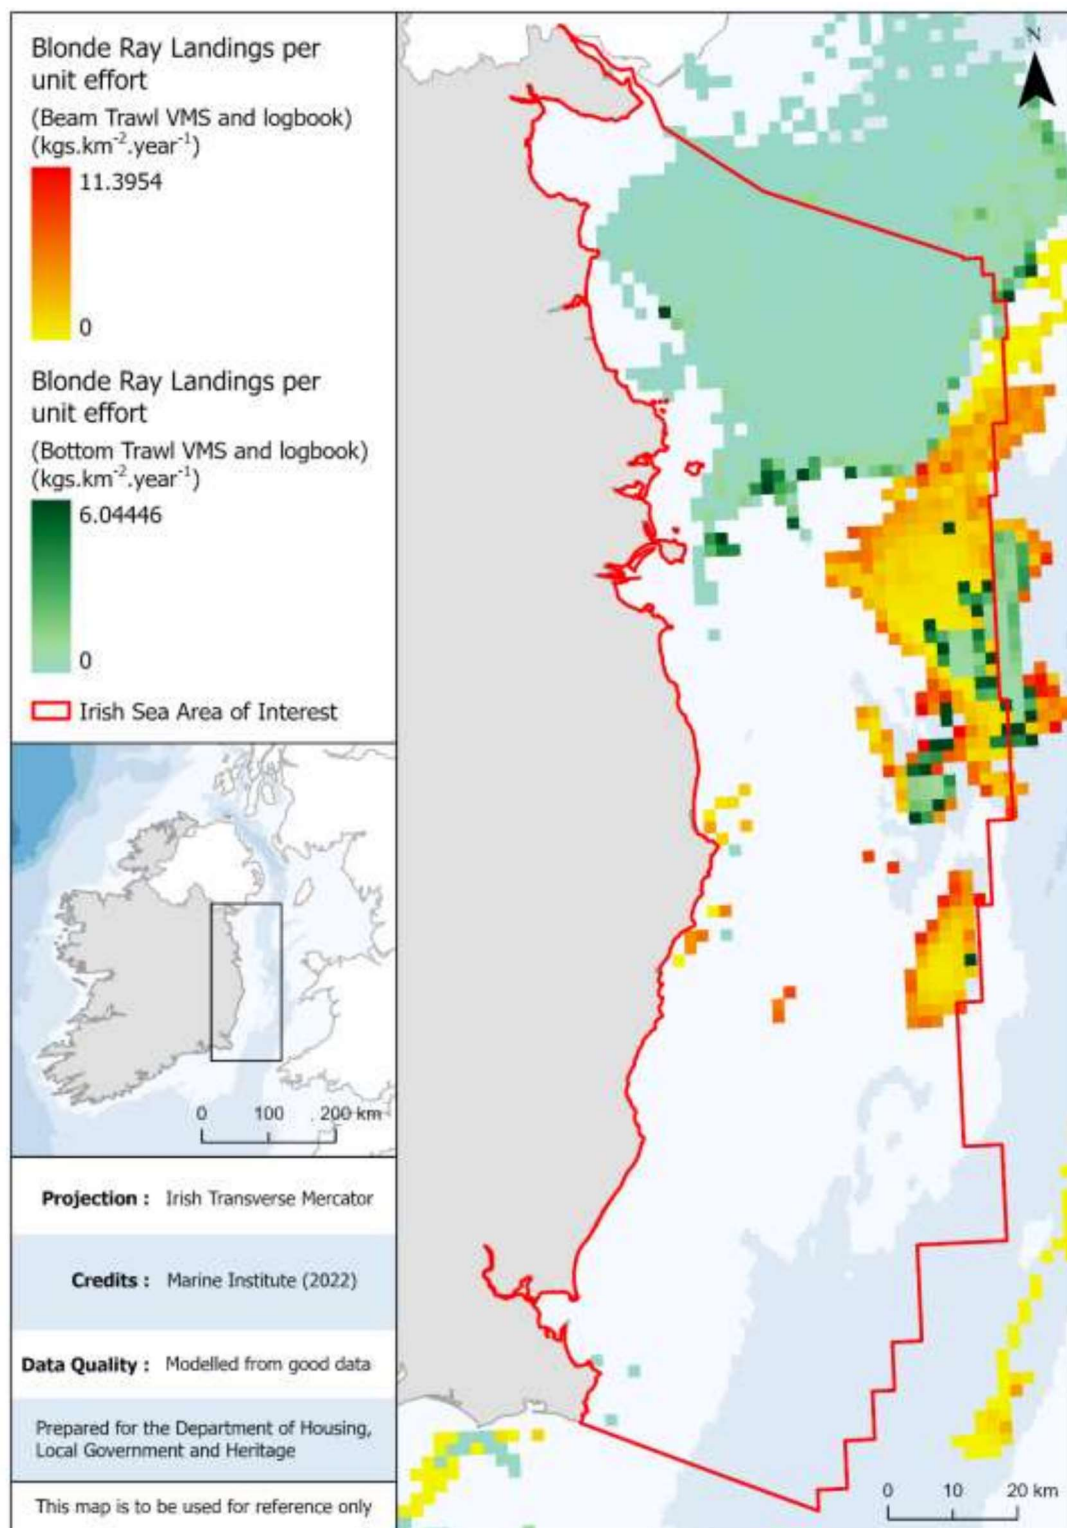 Blonde Ray Landings per
unit effort
(Beam Trawl VMS and logbook)
(kgs.km⁻².year⁻¹)
11.3954
0
Blonde Ray Landings per
unit effort
(Bottom Trawl VMS and logbook)
(kgs.km⁻².year⁻¹)
6.04446
0
Irish Sea Area of Interest
0 100 200 km
Projection : Irish Transverse Mercator
Credits : Marine Institute (2022)
Data Quality : Modelled from good data
Prepared for the Department of Housing,
Local Government and Heritage
This map is to be used for reference only
N
0 10 20 km